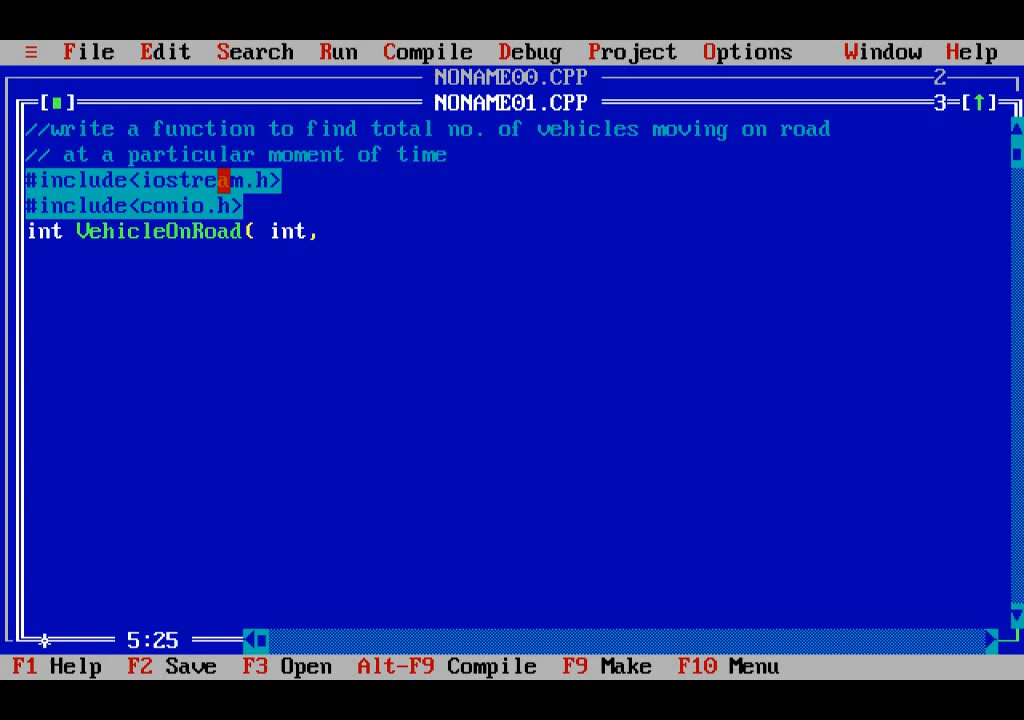 ≡ File Edit Search Run Compile Debug Project Options Window Help
NONAME00.CPP 2
[■] NONAME01.CPP 3=[↑]
//write a function to find total no. of vehicles moving on road
// at a particular moment of time
#include<iostream.h>
#include<conio.h>
int VehicleOnRoad( int,
5:25
F1 Help F2 Save F3 Open Alt-F9 Compile F9 Make F10 Menu